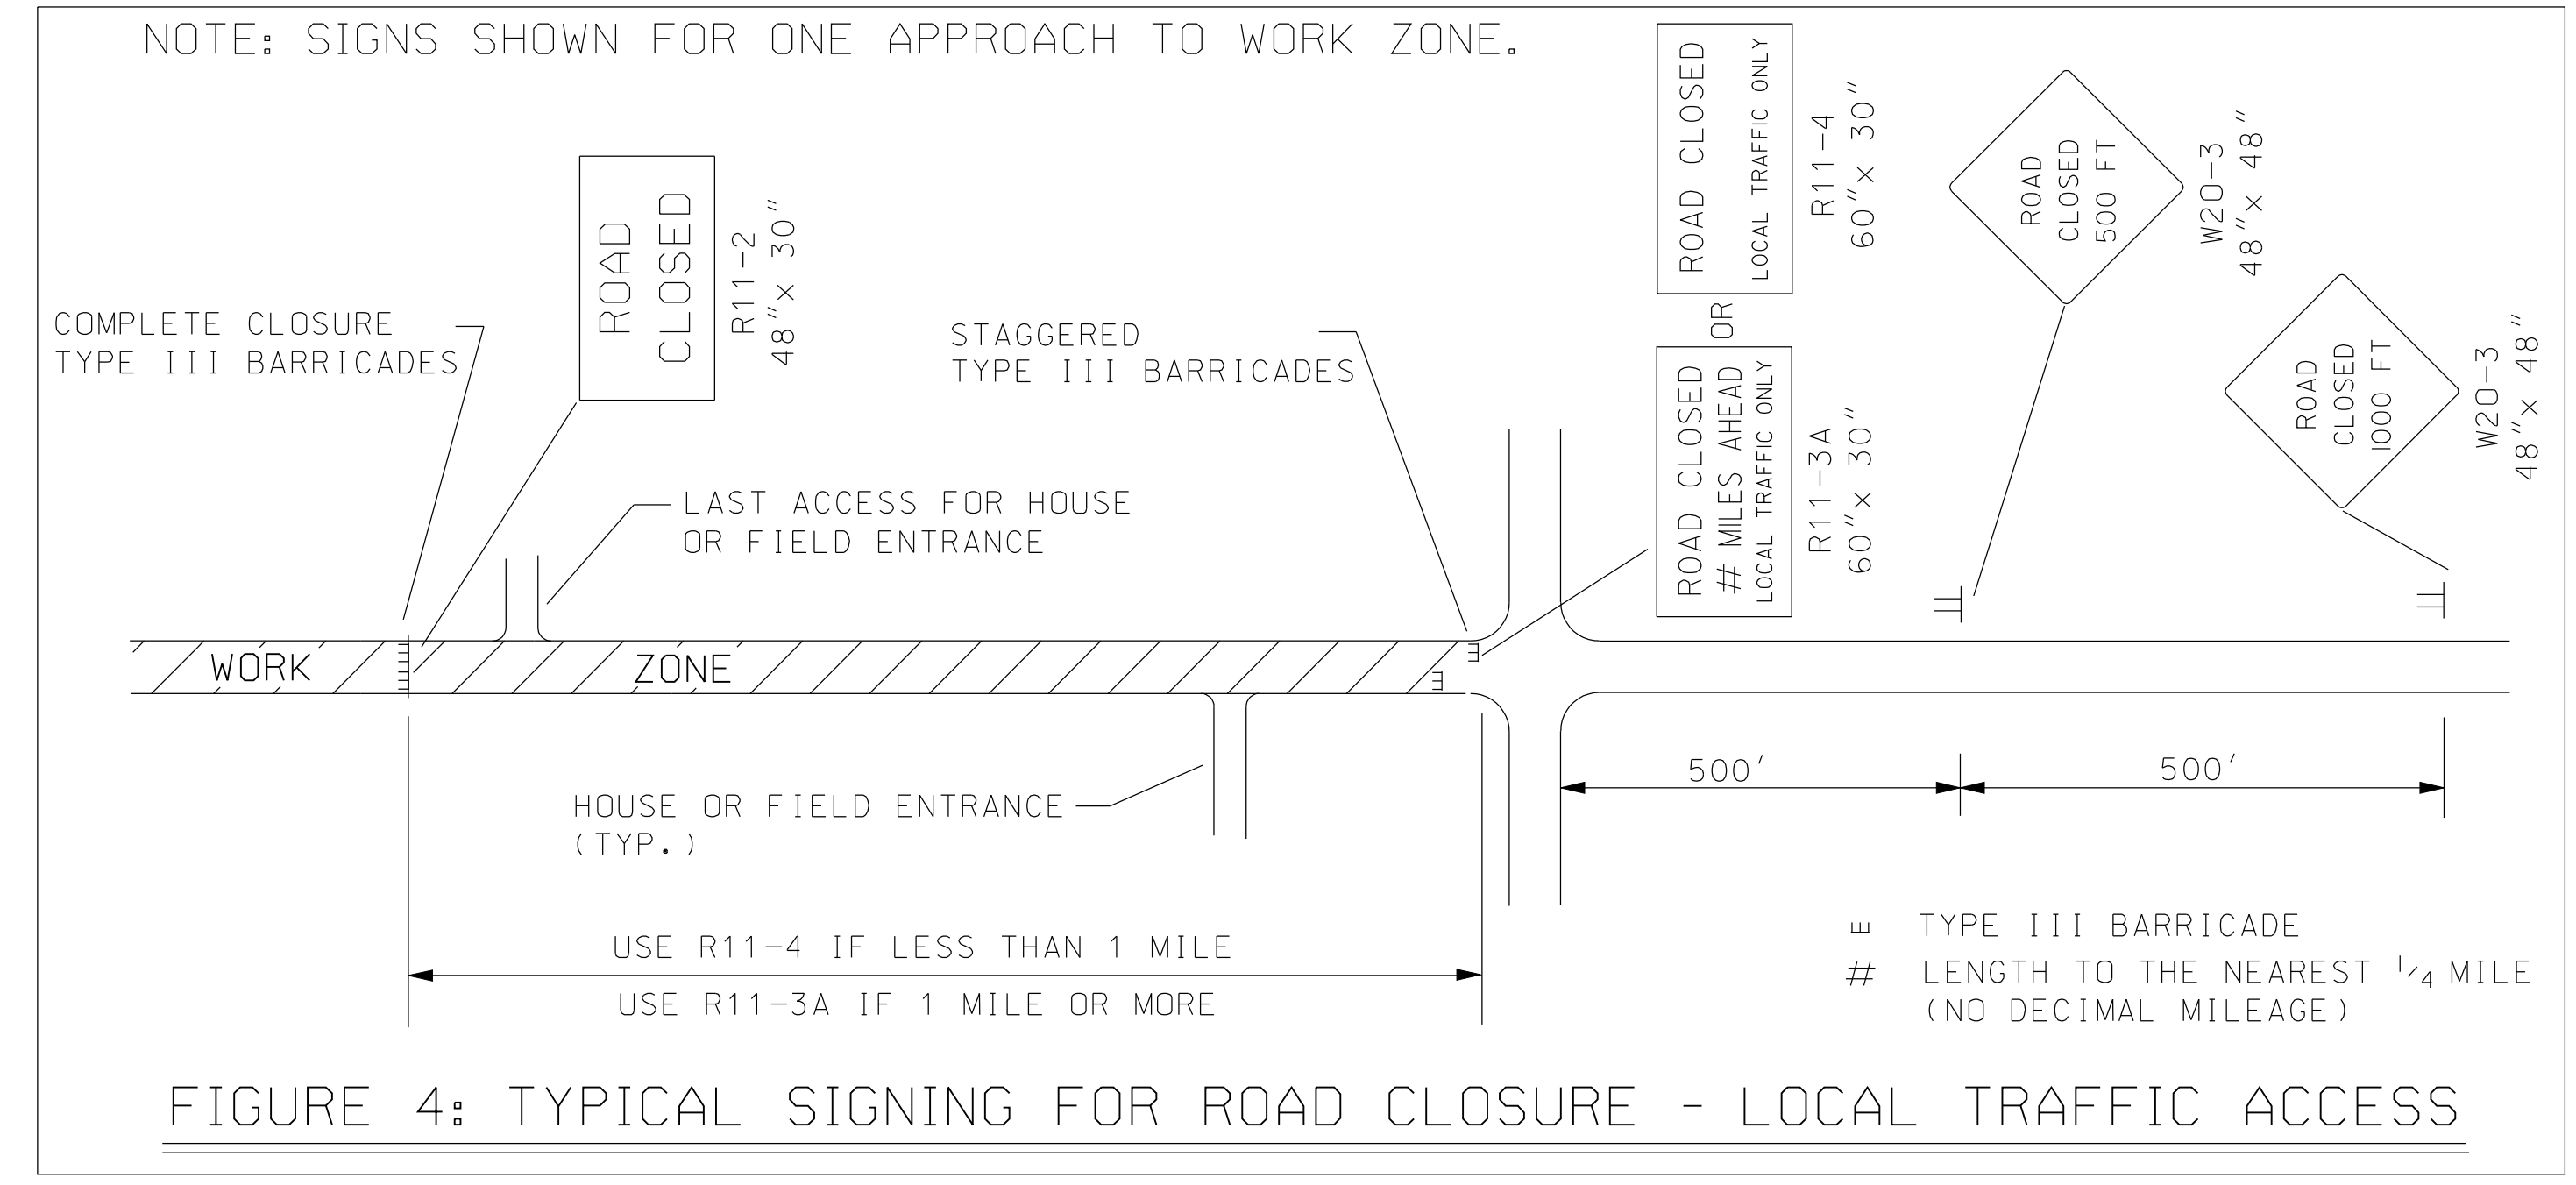 NOTE: SIGNS SHOWN FOR ONE APPROACH TO WORK ZONE.
COMPLETE CLOSURE
TYPE III BARRICADES
ROAD
CLOSED
R11-2
48"x 30"
LAST ACCESS FOR HOUSE
OR FIELD ENTRANCE
STAGGERED
TYPE III BARRICADES
ROAD CLOSED
LOCAL TRAFFIC ONLY
R11-4
60"x 30"
OR
ROAD CLOSED
# MILES AHEAD
LOCAL TRAFFIC ONLY
R11-3A
60"x 30"
ROAD
CLOSED
500 FT
W20-3
48"x 48"
ROAD
CLOSED
1000 FT
W20-3
48"x 48"
WORK ZONE
HOUSE OR FIELD ENTRANCE
(TYP.)
500' 500'
USE R11-4 IF LESS THAN 1 MILE
USE R11-3A IF 1 MILE OR MORE
TYPE III BARRICADE
# LENGTH TO THE NEAREST 1/4 MILE
(NO DECIMAL MILEAGE)
FIGURE 4: TYPICAL SIGNING FOR ROAD CLOSURE - LOCAL TRAFFIC ACCESS